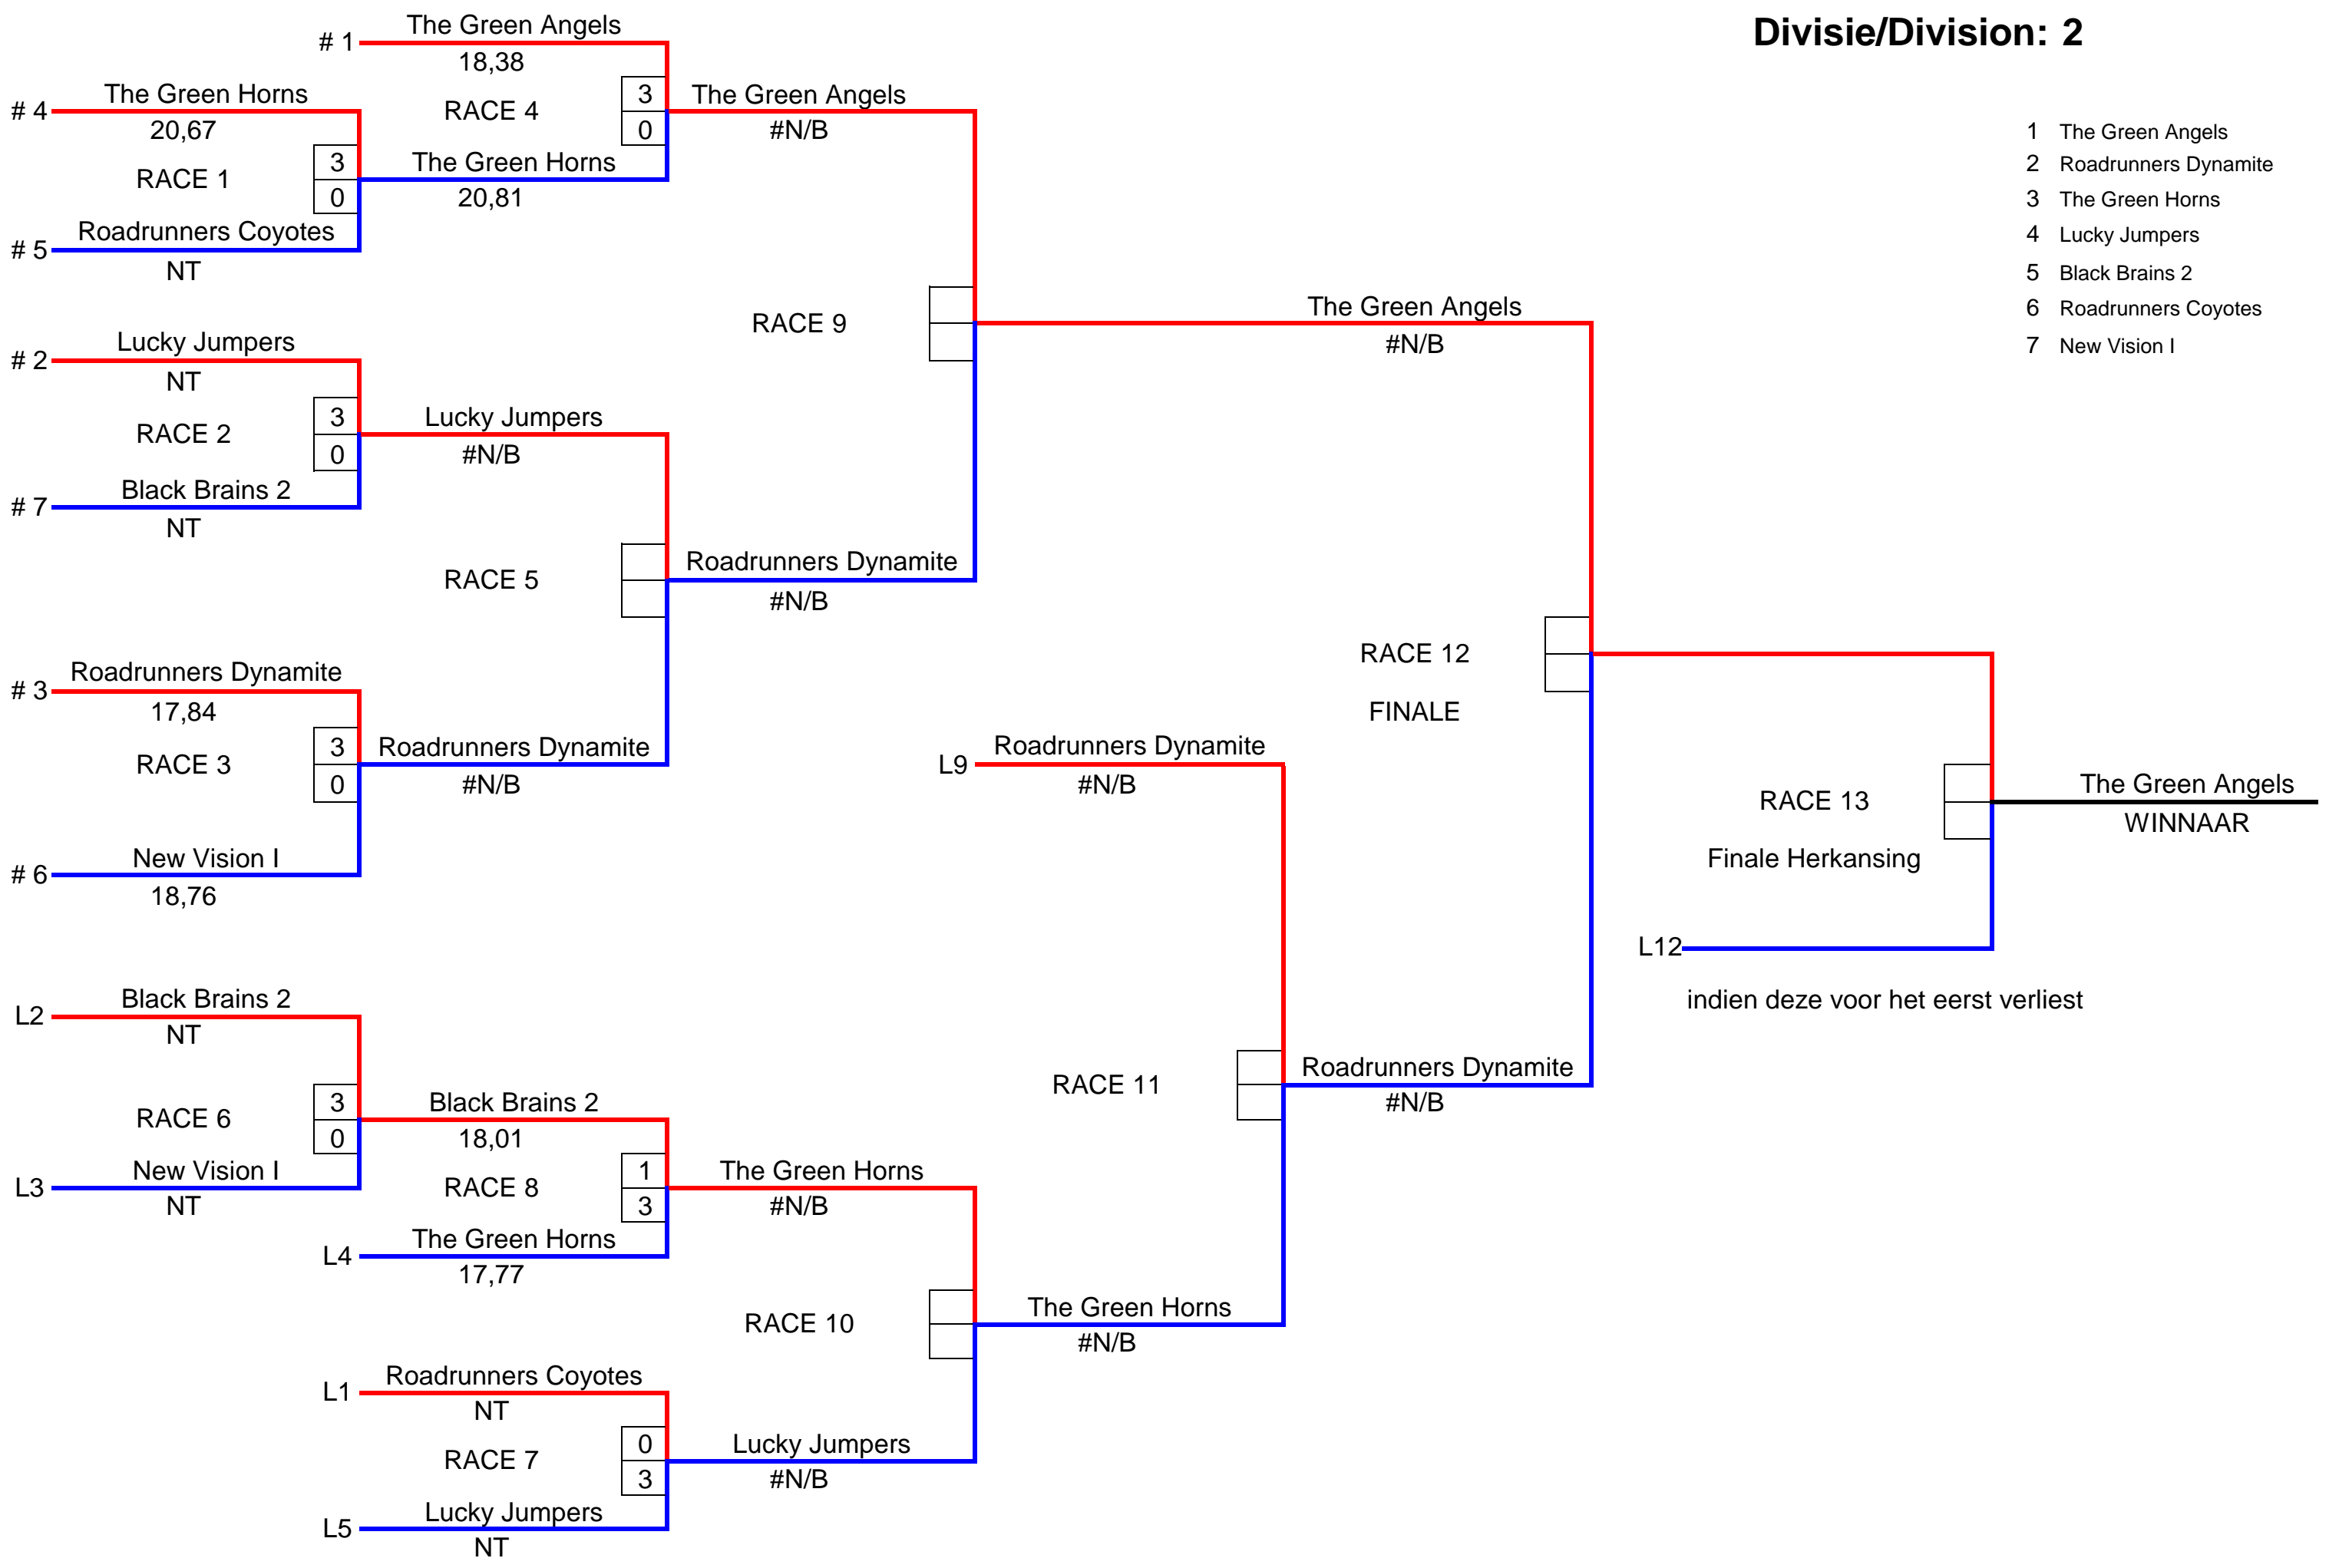 Divisie/Division: 2
1 The Green Angels
2 Roadrunners Dynamite
3 The Green Horns
4 Lucky Jumpers
5 Black Brains 2
6 Roadrunners Coyotes
7 New Vision I
# 1 The Green Angels
18,38
RACE 4
3
0
The Green Horns
20,81
# 4 The Green Horns
20,67
RACE 1
3
0
# 5 Roadrunners Coyotes
NT
The Green Angels
#N/B
# 2 Lucky Jumpers
NT
RACE 2
3
0
# 7 Black Brains 2
NT
Lucky Jumpers
#N/B
RACE 5
Roadrunners Dynamite
#N/B
# 3 Roadrunners Dynamite
17,84
RACE 3
3
0
# 6 New Vision I
18,76
Roadrunners Dynamite
#N/B
RACE 9
The Green Angels
#N/B
L2 Black Brains 2
NT
RACE 6
3
0
L3 New Vision I
NT
Black Brains 2
18,01
RACE 8
1
3
L4 The Green Horns
17,77
The Green Horns
#N/B
L1 Roadrunners Coyotes
NT
RACE 7
0
3
L5 Lucky Jumpers
NT
Lucky Jumpers
#N/B
RACE 10
The Green Horns
#N/B
L9 Roadrunners Dynamite
#N/B
RACE 11
Roadrunners Dynamite
#N/B
RACE 12
FINALE
RACE 13
Finale Herkansing
L12
indien deze voor het eerst verliest
The Green Angels
WINNAAR